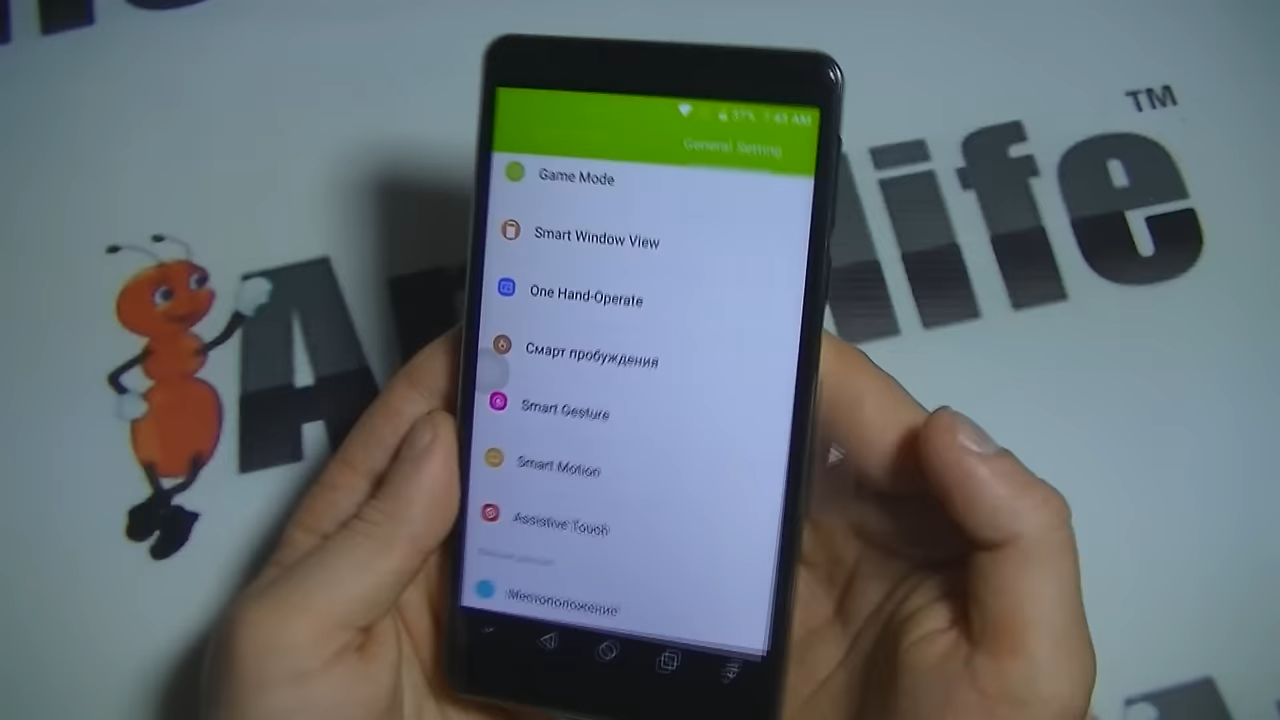 37% 7:43 AM
General Setting
Game Mode
Smart Window View
One Hand-Operate
Смарт пробуждения
Smart Gesture
Smart Motion
Assistive Touch
Местоположение
TM
life